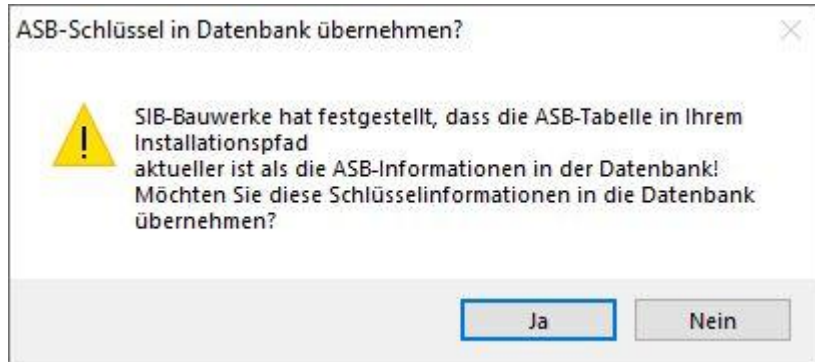 ASB-Schlüssel in Datenbank übernehmen?
SIB-Bauwerke hat festgestellt, dass die ASB-Tabelle in Ihrem
Installationspfad
aktueller ist als die ASB-Informationen in der Datenbank!
Möchten Sie diese Schlüsselinformationen in die Datenbank
übernehmen?
Ja Nein